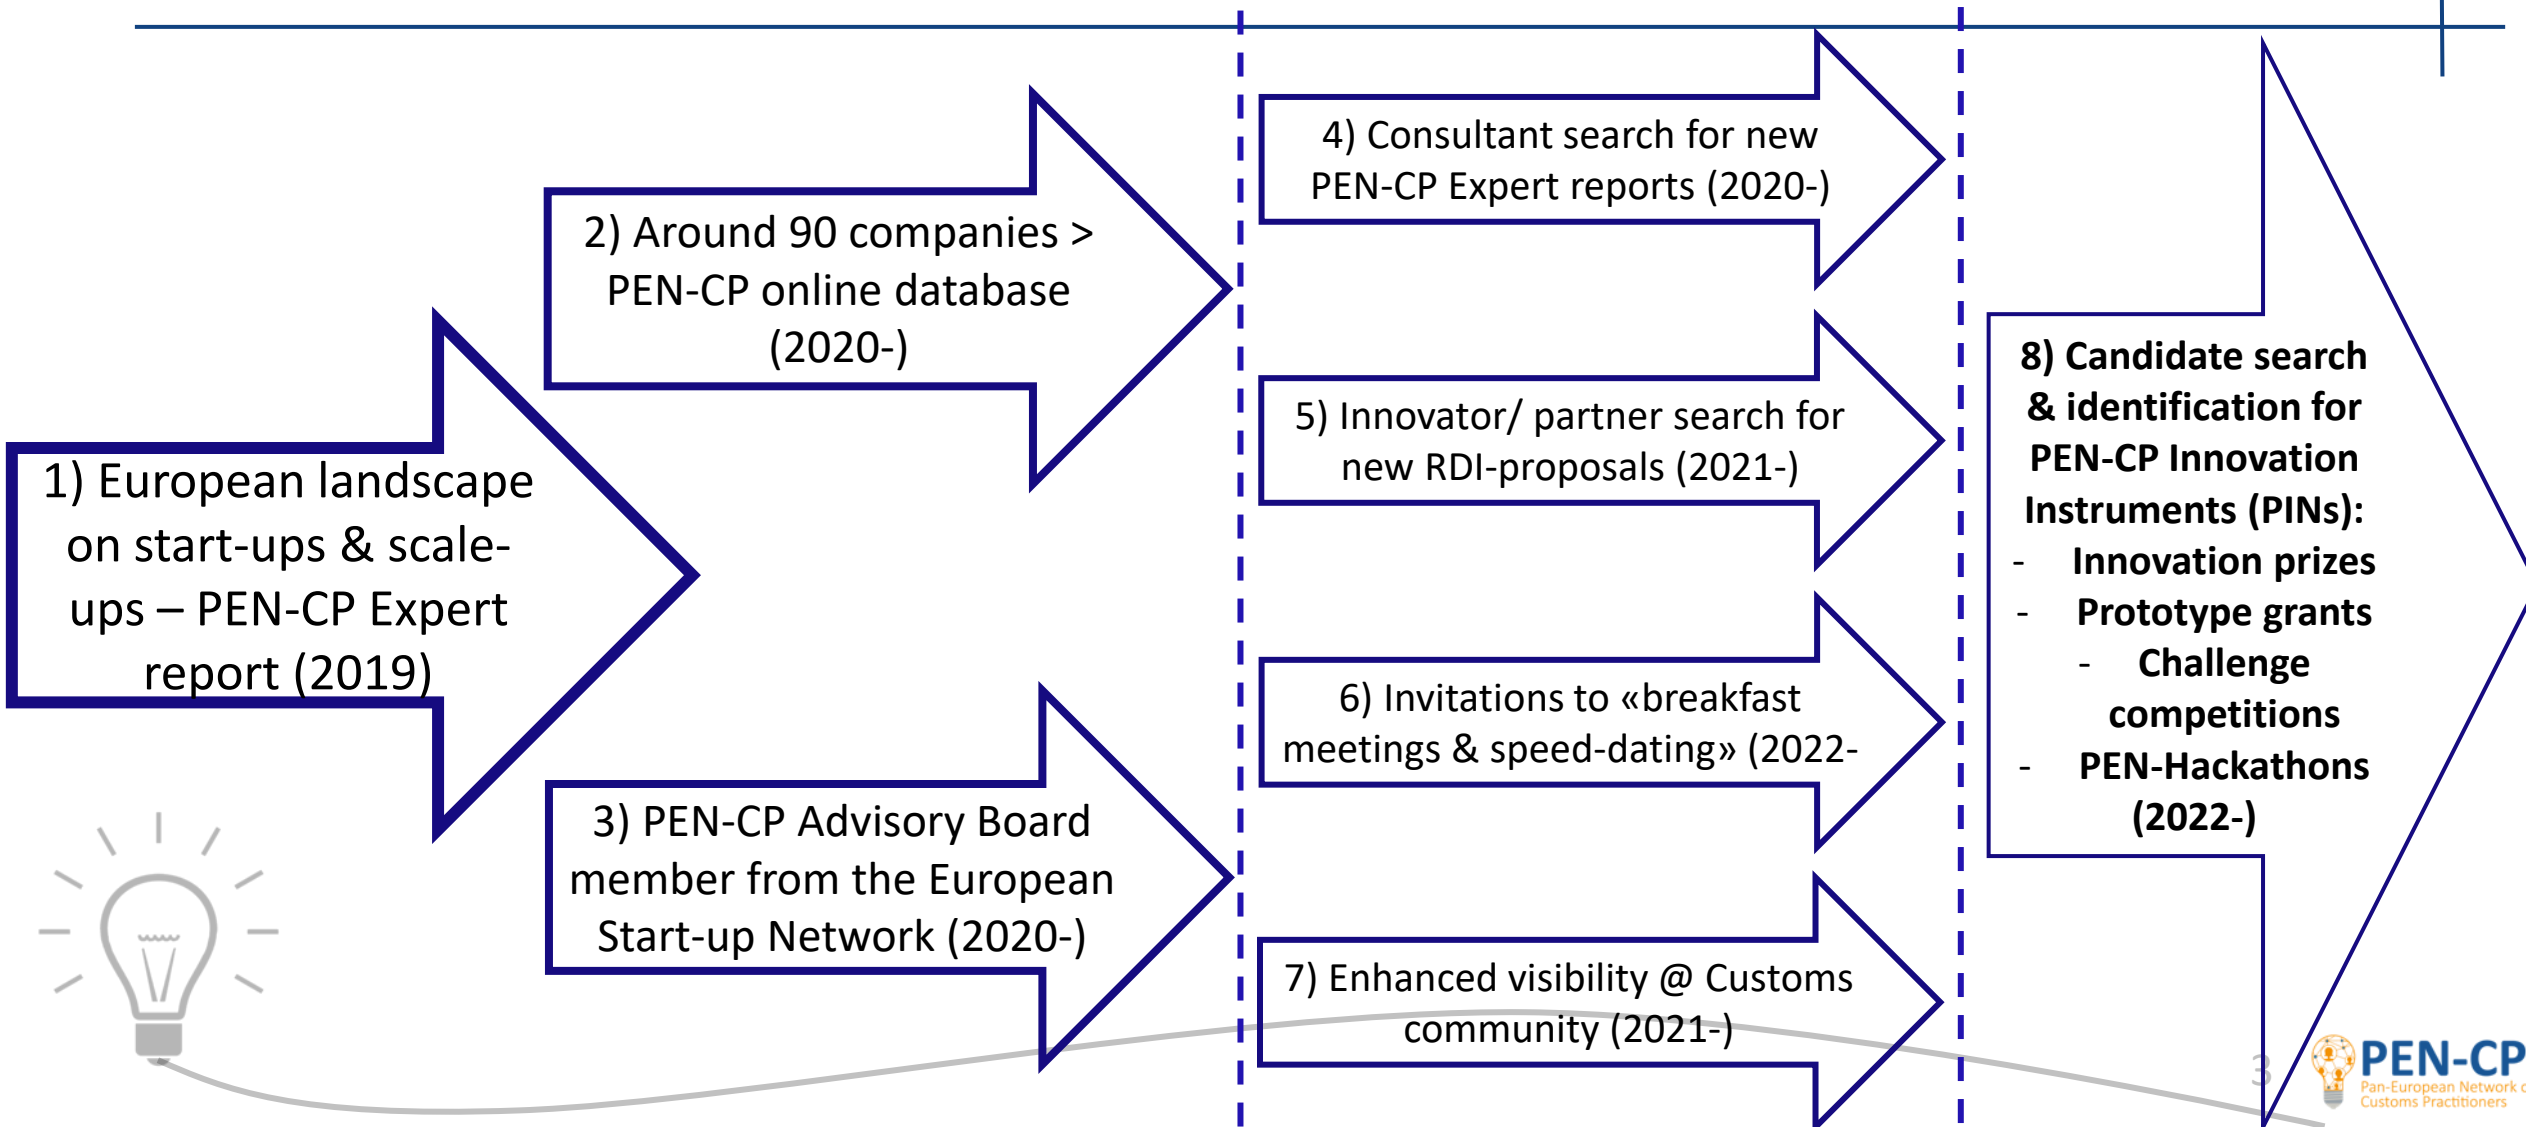 1) European landscape
on start-ups & scale-
ups – PEN-CP Expert
report (2019)
2) Around 90 companies >
PEN-CP online database
(2020-)
3) PEN-CP Advisory Board
member from the European
Start-up Network (2020-)
4) Consultant search for new
PEN-CP Expert reports (2020-)
5) Innovator/ partner search for
new RDI-proposals (2021-)
6) Invitations to «breakfast
meetings & speed-dating» (2022-
7) Enhanced visibility @ Customs
community (2021-)
8) Candidate search
& identification for
PEN-CP Innovation
Instruments (PINs):
- Innovation prizes
- Prototype grants
- Challenge
competitions
- PEN-Hackathons
(2022-)
3
PEN-CP
Pan-European Network o
Customs Practitioners